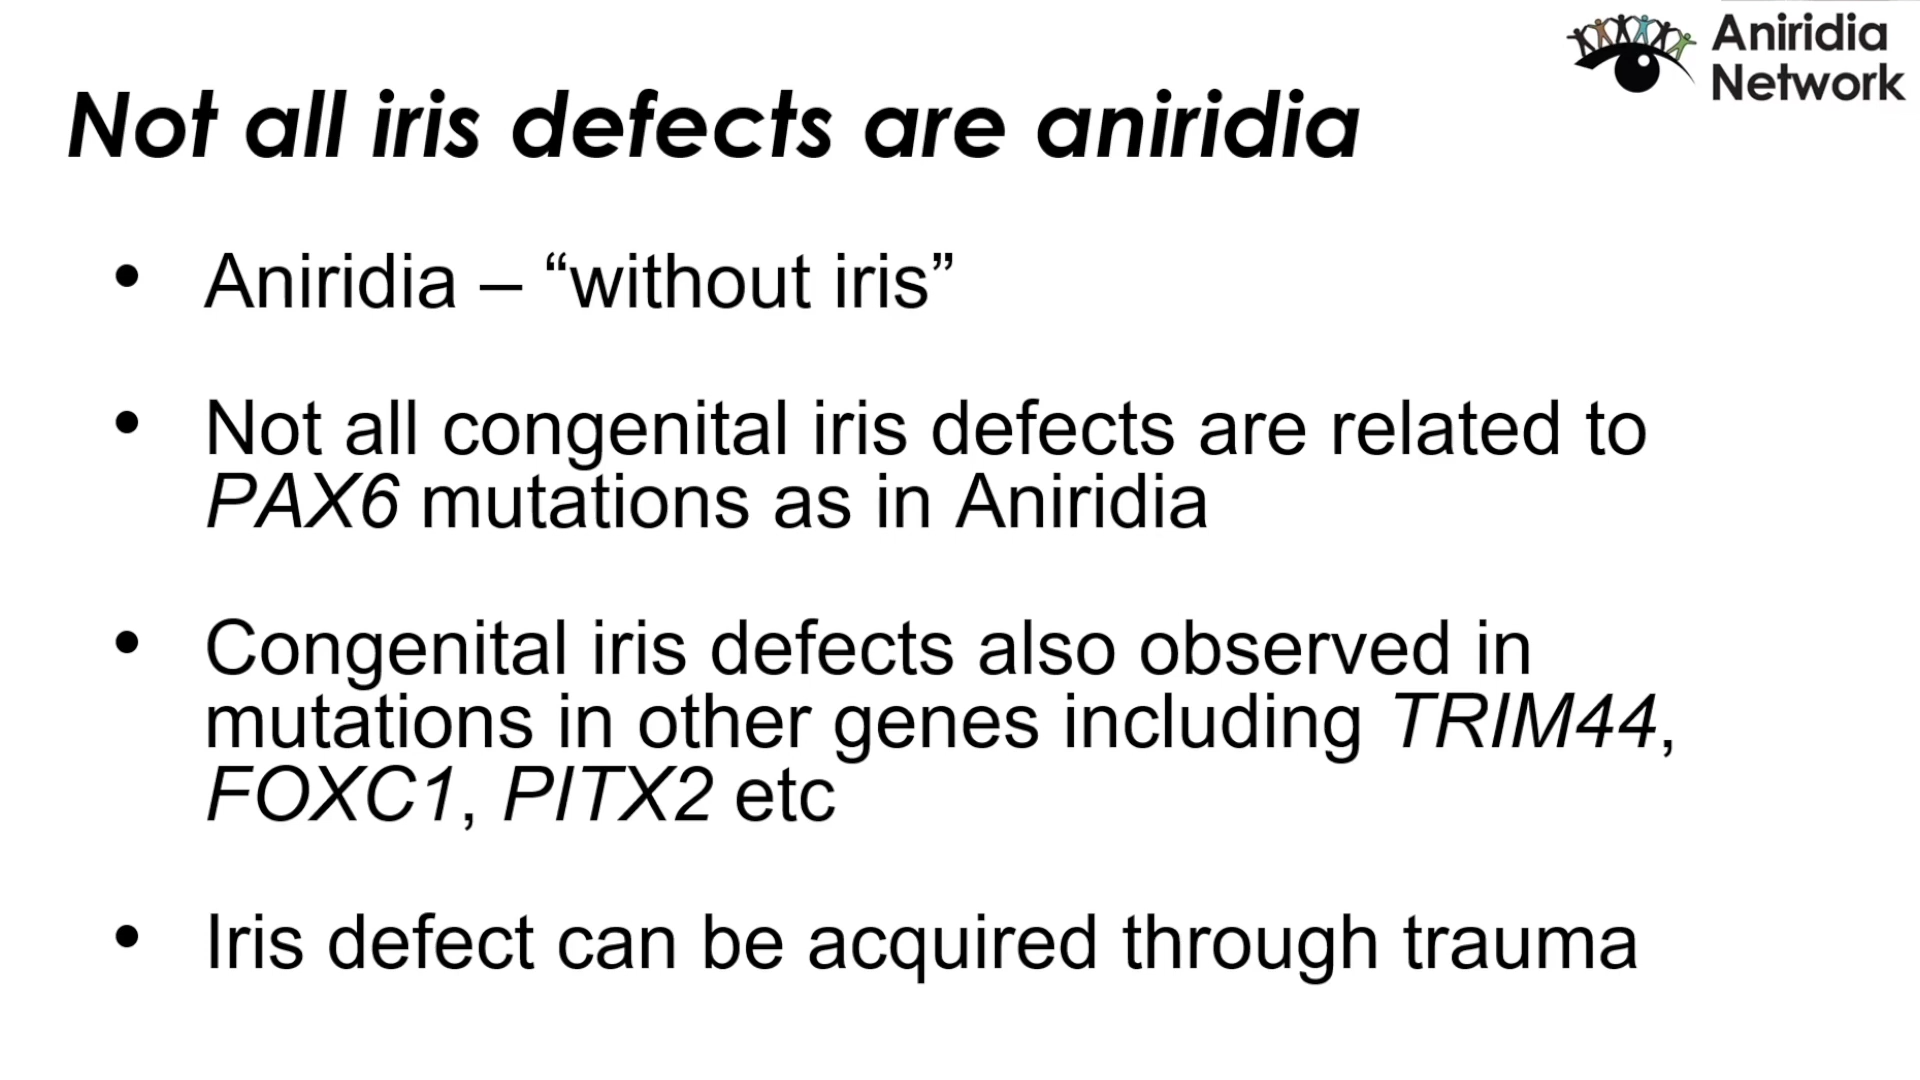 Aniridia
Network
Not all iris defects are aniridia
• Aniridia – “without iris”
• Not all congenital iris defects are related to
PAX6 mutations as in Aniridia
• Congenital iris defects also observed in
mutations in other genes including TRIM44,
FOXC1, PITX2 etc
• Iris defect can be acquired through trauma